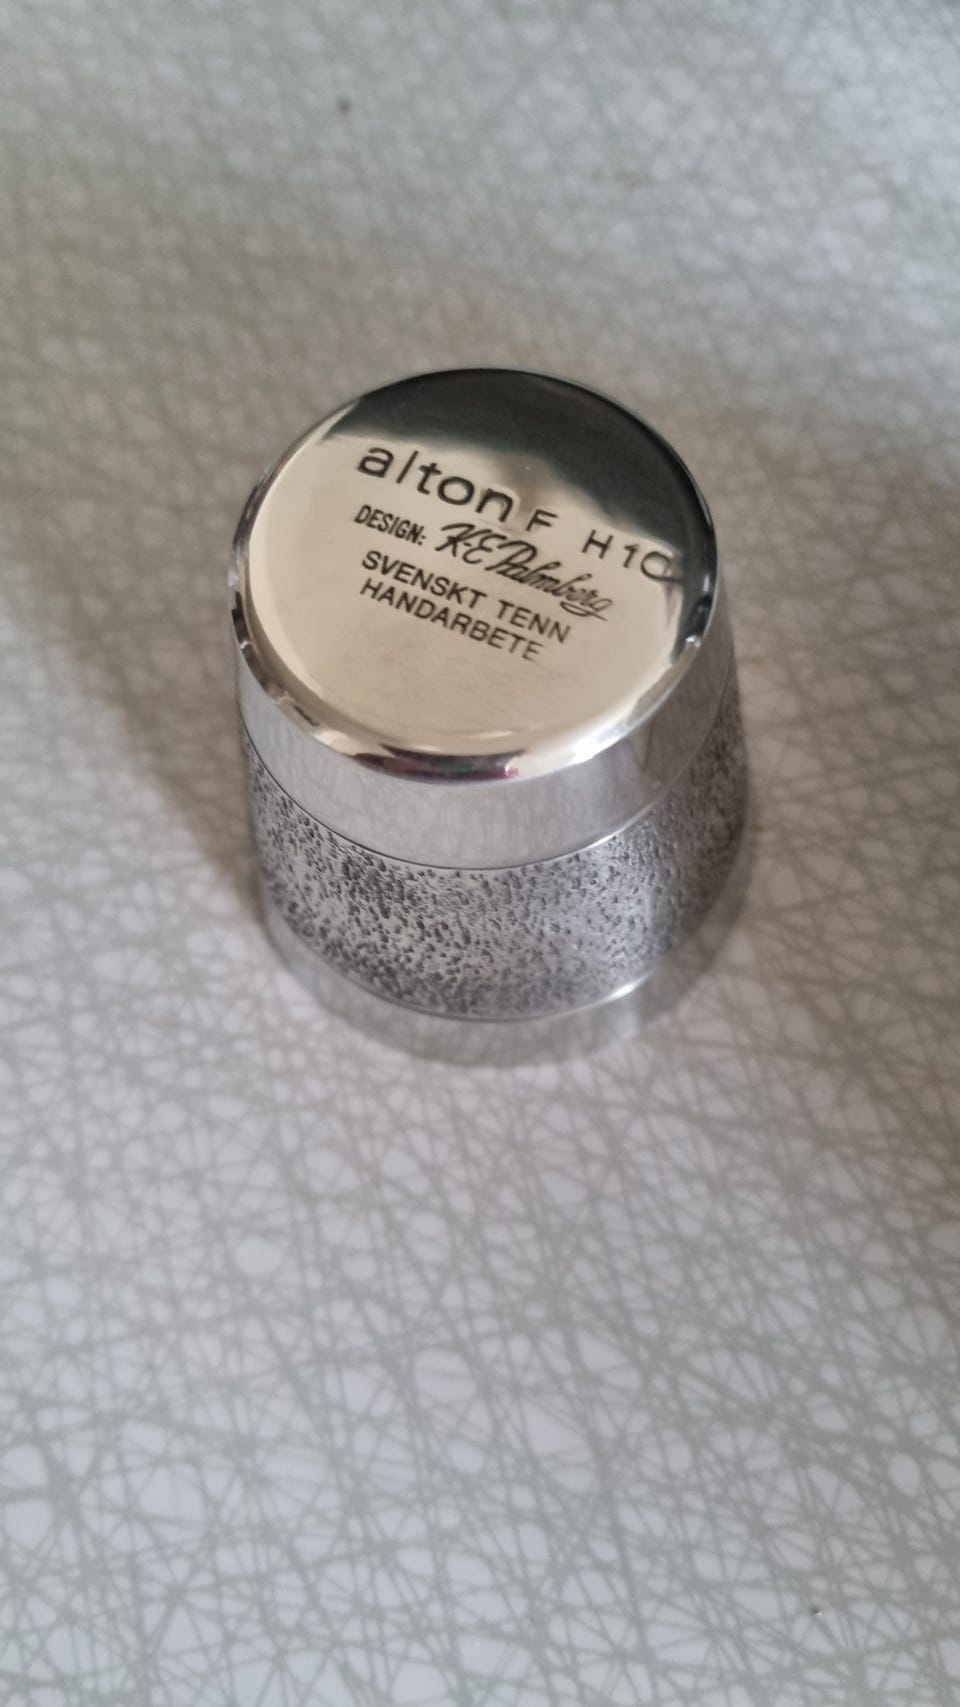 alton F H10
DESIGN: K-E Palmberg
SVENSKT TENN
HANDARBETE